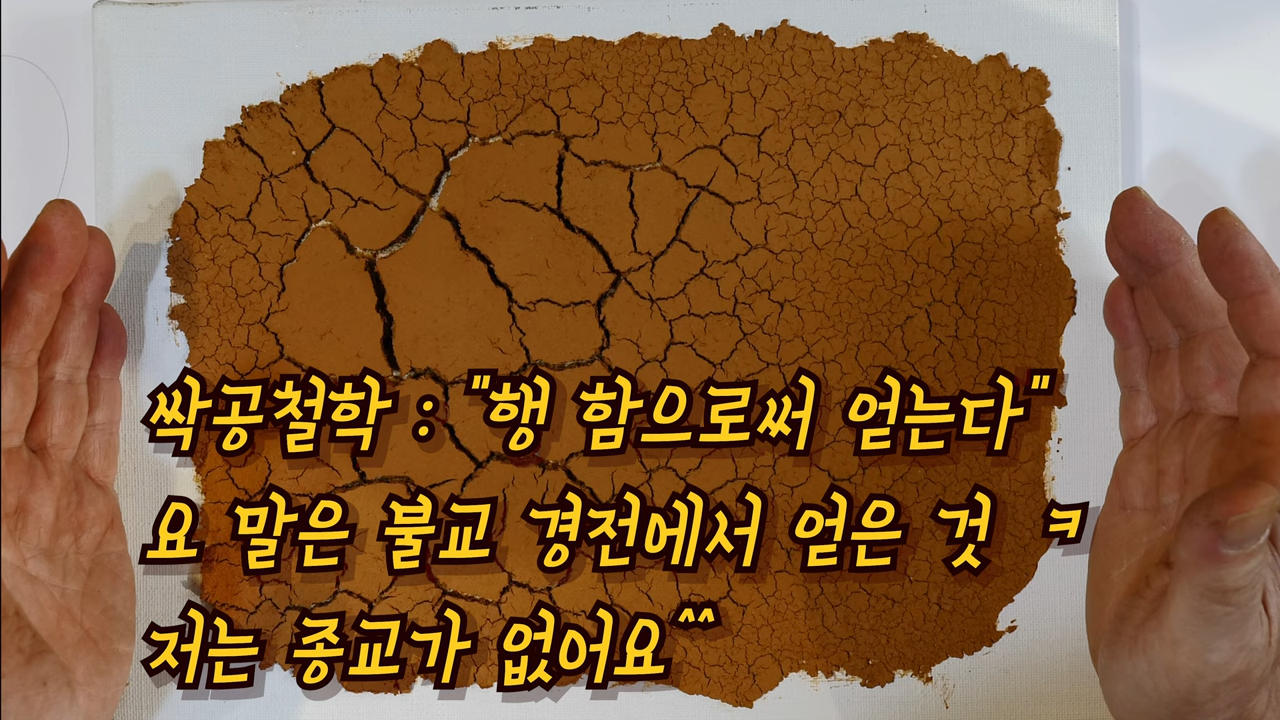 싹공철학 : "행 함으로써 얻는다"
요 말은 불교 경전에서 얻은 것 ㅋ
저는 종교가 없어요^^